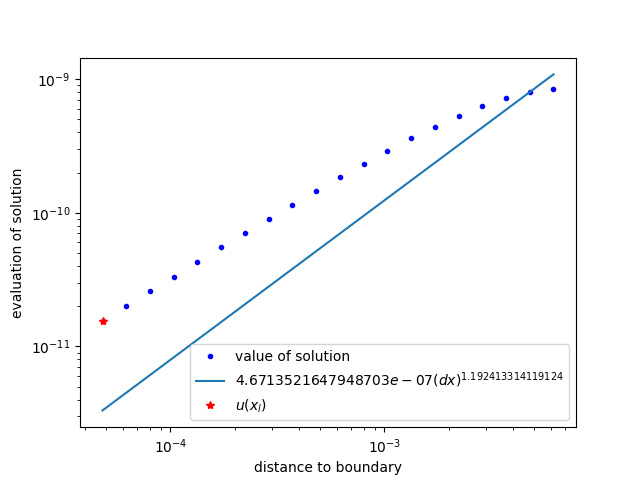 10⁻⁹
10⁻¹⁰
10⁻¹¹
evaluation of solution
value of solution
4.6713521647948703e − 07(dx)^1.192413314119124
u(x_l)
10⁻⁴
10⁻³
distance to boundary